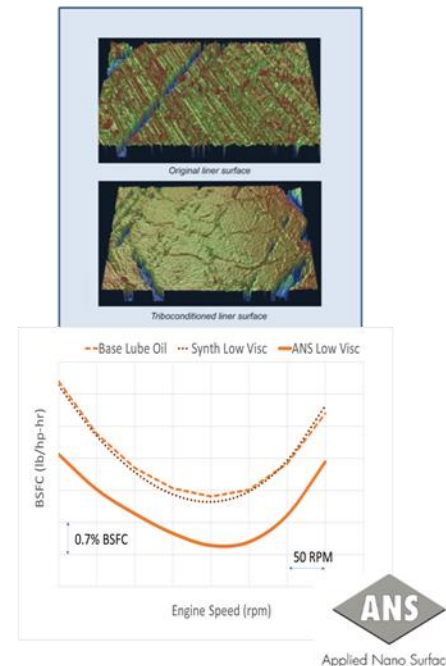 Original liner surface
Triboconditioned liner surface
Base Lube Oil Synth Low Visc ANS Low Visc
BSFC (lb/hp-hr)
0.7% BSFC
50 RPM
Engine Speed (rpm)
ANS
Applied Nano Surfac